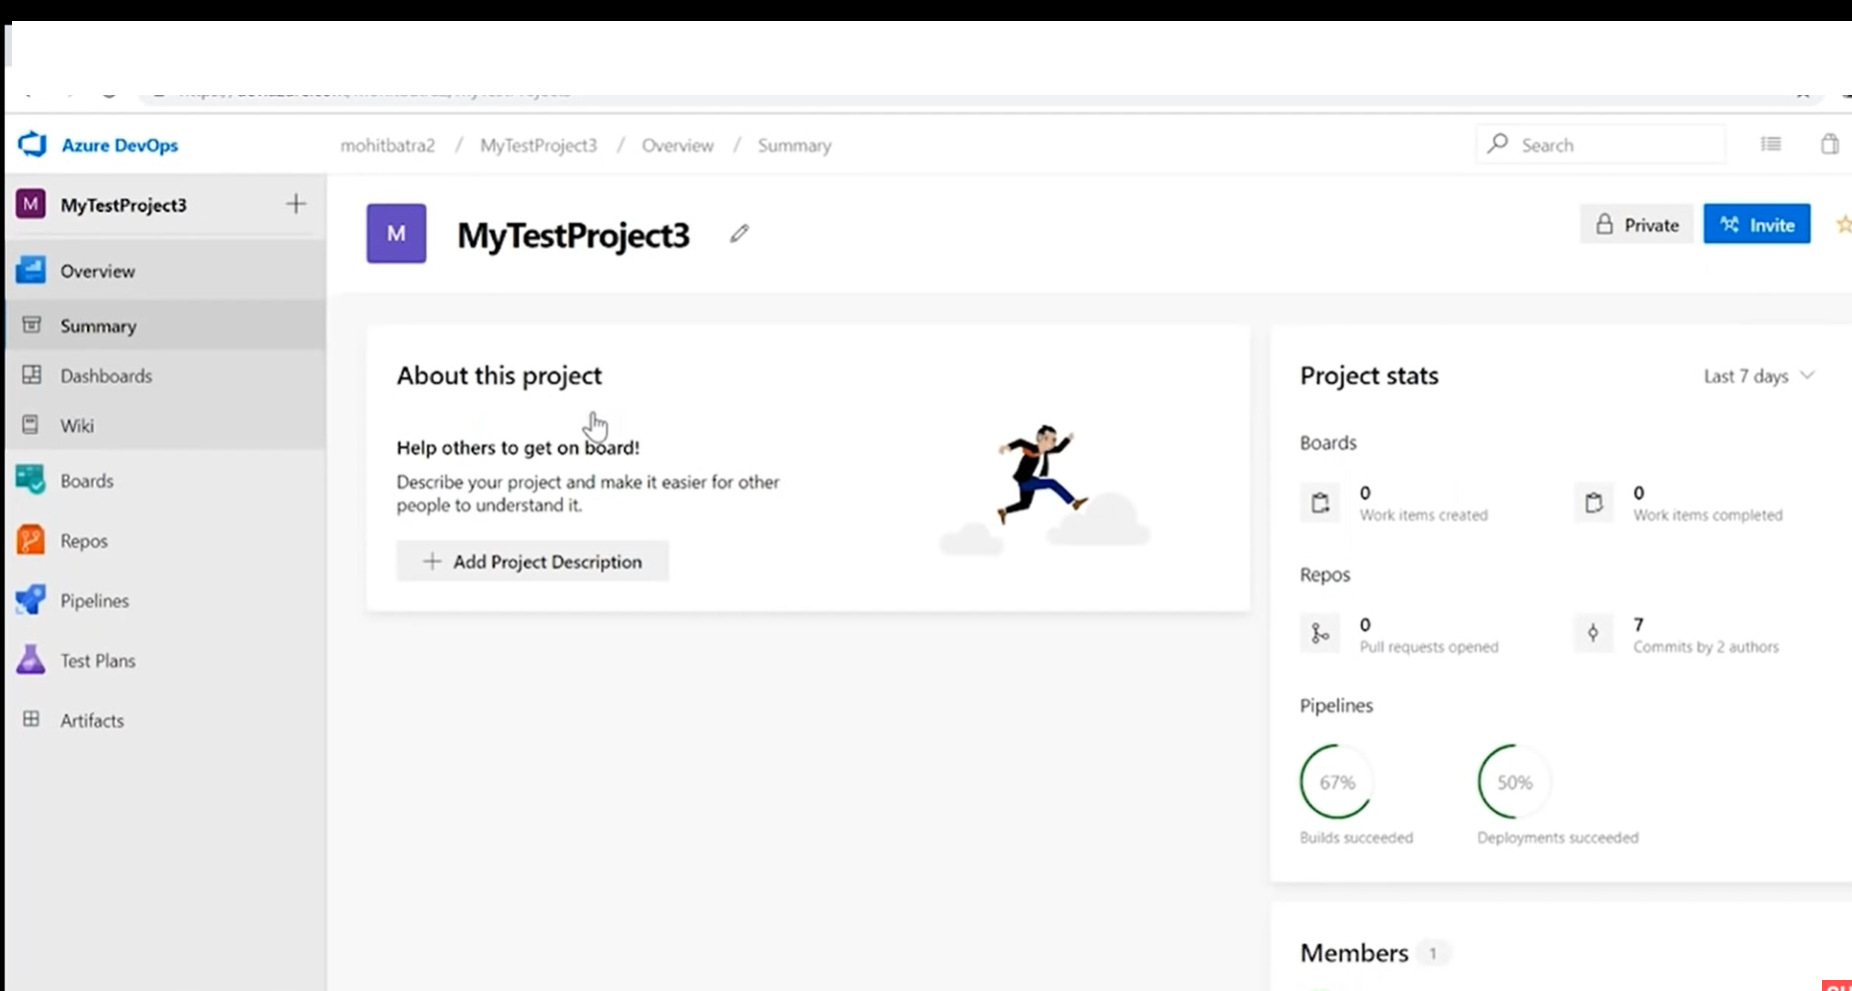 Azure DevOps
mohitbatra2 / MyTestProject3 / Overview / Summary
Search
M MyTestProject3 +
M MyTestProject3
Private
Invite
Overview
Summary
Dashboards
Wiki
Boards
Repos
Pipelines
Test Plans
Artifacts
About this project
Help others to get on board!
Describe your project and make it easier for other
people to understand it.
+ Add Project Description
Project stats
Last 7 days
Boards
0
Work items created
0
Work items completed
Repos
0
Pull requests opened
7
Commits by 2 authors
Pipelines
67%
Builds succeeded
50%
Deployments succeeded
Members 1